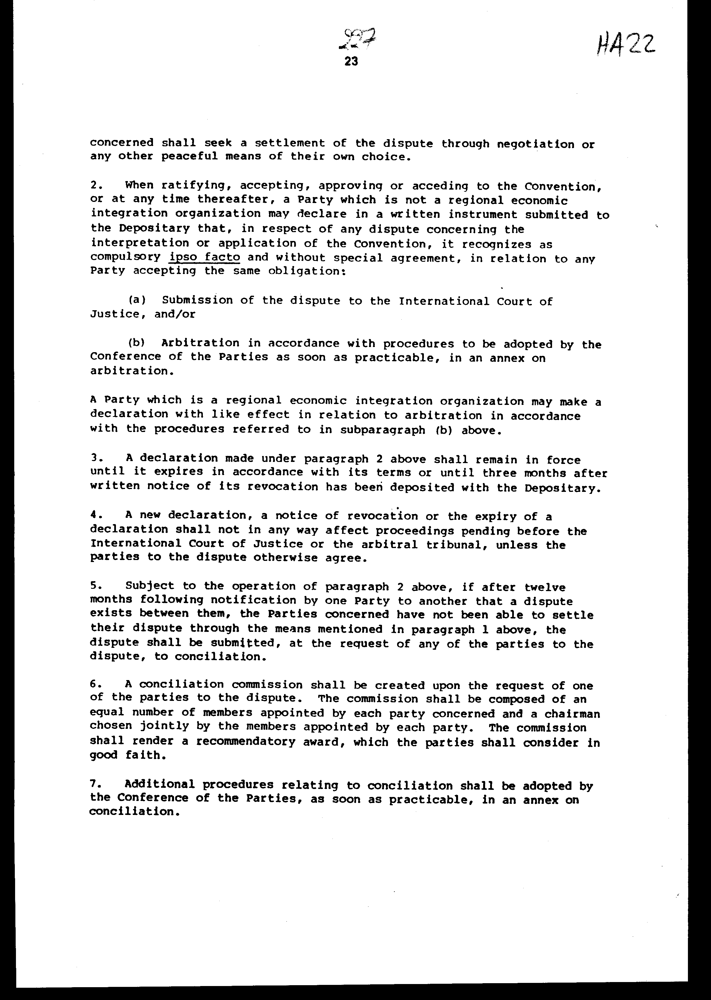 227
HA22
23
concerned shall seek a settlement of the dispute through negotiation or
any other peaceful means of their own choice.
2. When ratifying, accepting, approving or acceding to the Convention,
or at any time thereafter, a Party which is not a regional economic
integration organization may declare in a written instrument submitted to
the Depositary that, in respect of any dispute concerning the
interpretation or application of the Convention, it recognizes as
compulsory ipso facto and without special agreement, in relation to any
Party accepting the same obligation:
(a) Submission of the dispute to the International Court of
Justice, and/or
(b) Arbitration in accordance with procedures to be adopted by the
Conference of the Parties as soon as practicable, in an annex on
arbitration.
A Party which is a regional economic integration organization may make a
declaration with like effect in relation to arbitration in accordance
with the procedures referred to in subparagraph (b) above.
3. A declaration made under paragraph 2 above shall remain in force
until it expires in accordance with its terms or until three months after
written notice of its revocation has been deposited with the Depositary.
4. A new declaration, a notice of revocation or the expiry of a
declaration shall not in any way affect proceedings pending before the
International Court of Justice or the arbitral tribunal, unless the
parties to the dispute otherwise agree.
5. Subject to the operation of paragraph 2 above, if after twelve
months following notification by one Party to another that a dispute
exists between them, the Parties concerned have not been able to settle
their dispute through the means mentioned in paragraph 1 above, the
dispute shall be submitted, at the request of any of the parties to the
dispute, to conciliation.
6. A conciliation commission shall be created upon the request of one
of the parties to the dispute. The commission shall be composed of an
equal number of members appointed by each party concerned and a chairman
chosen jointly by the members appointed by each party. The commission
shall render a recommendatory award, which the parties shall consider in
good faith.
7. Additional procedures relating to conciliation shall be adopted by
the Conference of the Parties, as soon as practicable, in an annex on
conciliation.